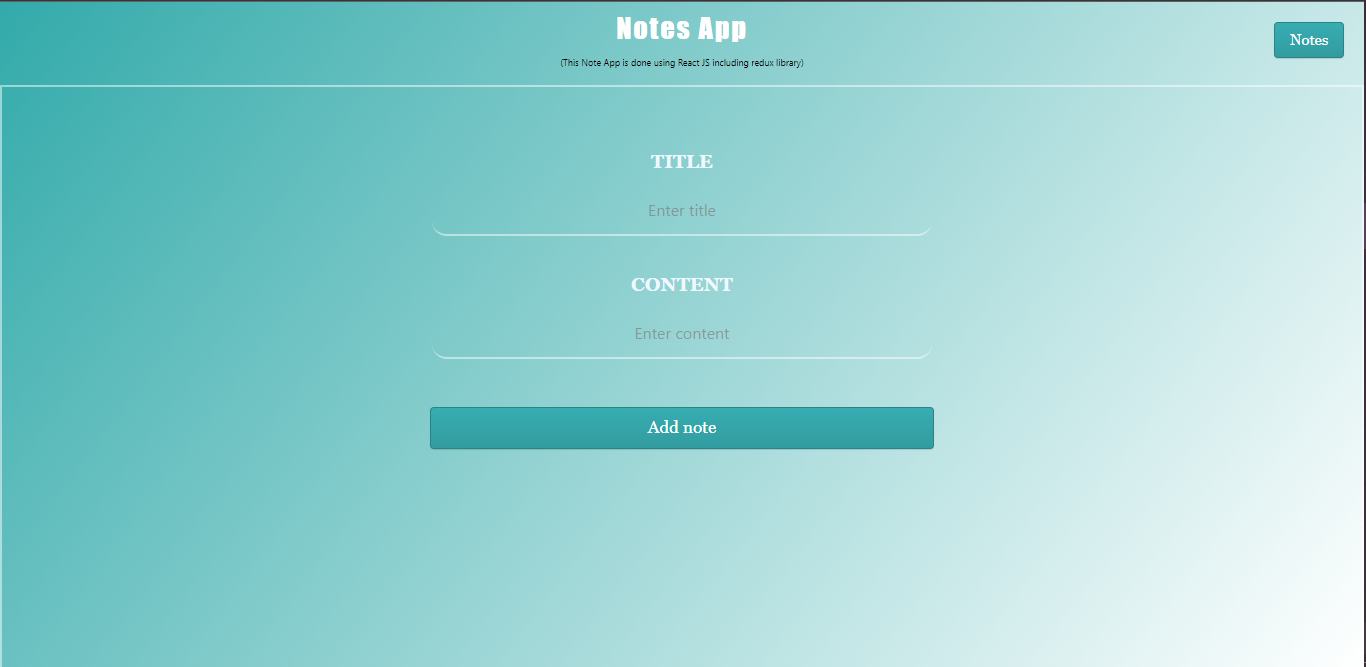 Notes App
(This Note App is done using React JS including redux library)
Notes
TITLE
Enter title
CONTENT
Enter content
Add note